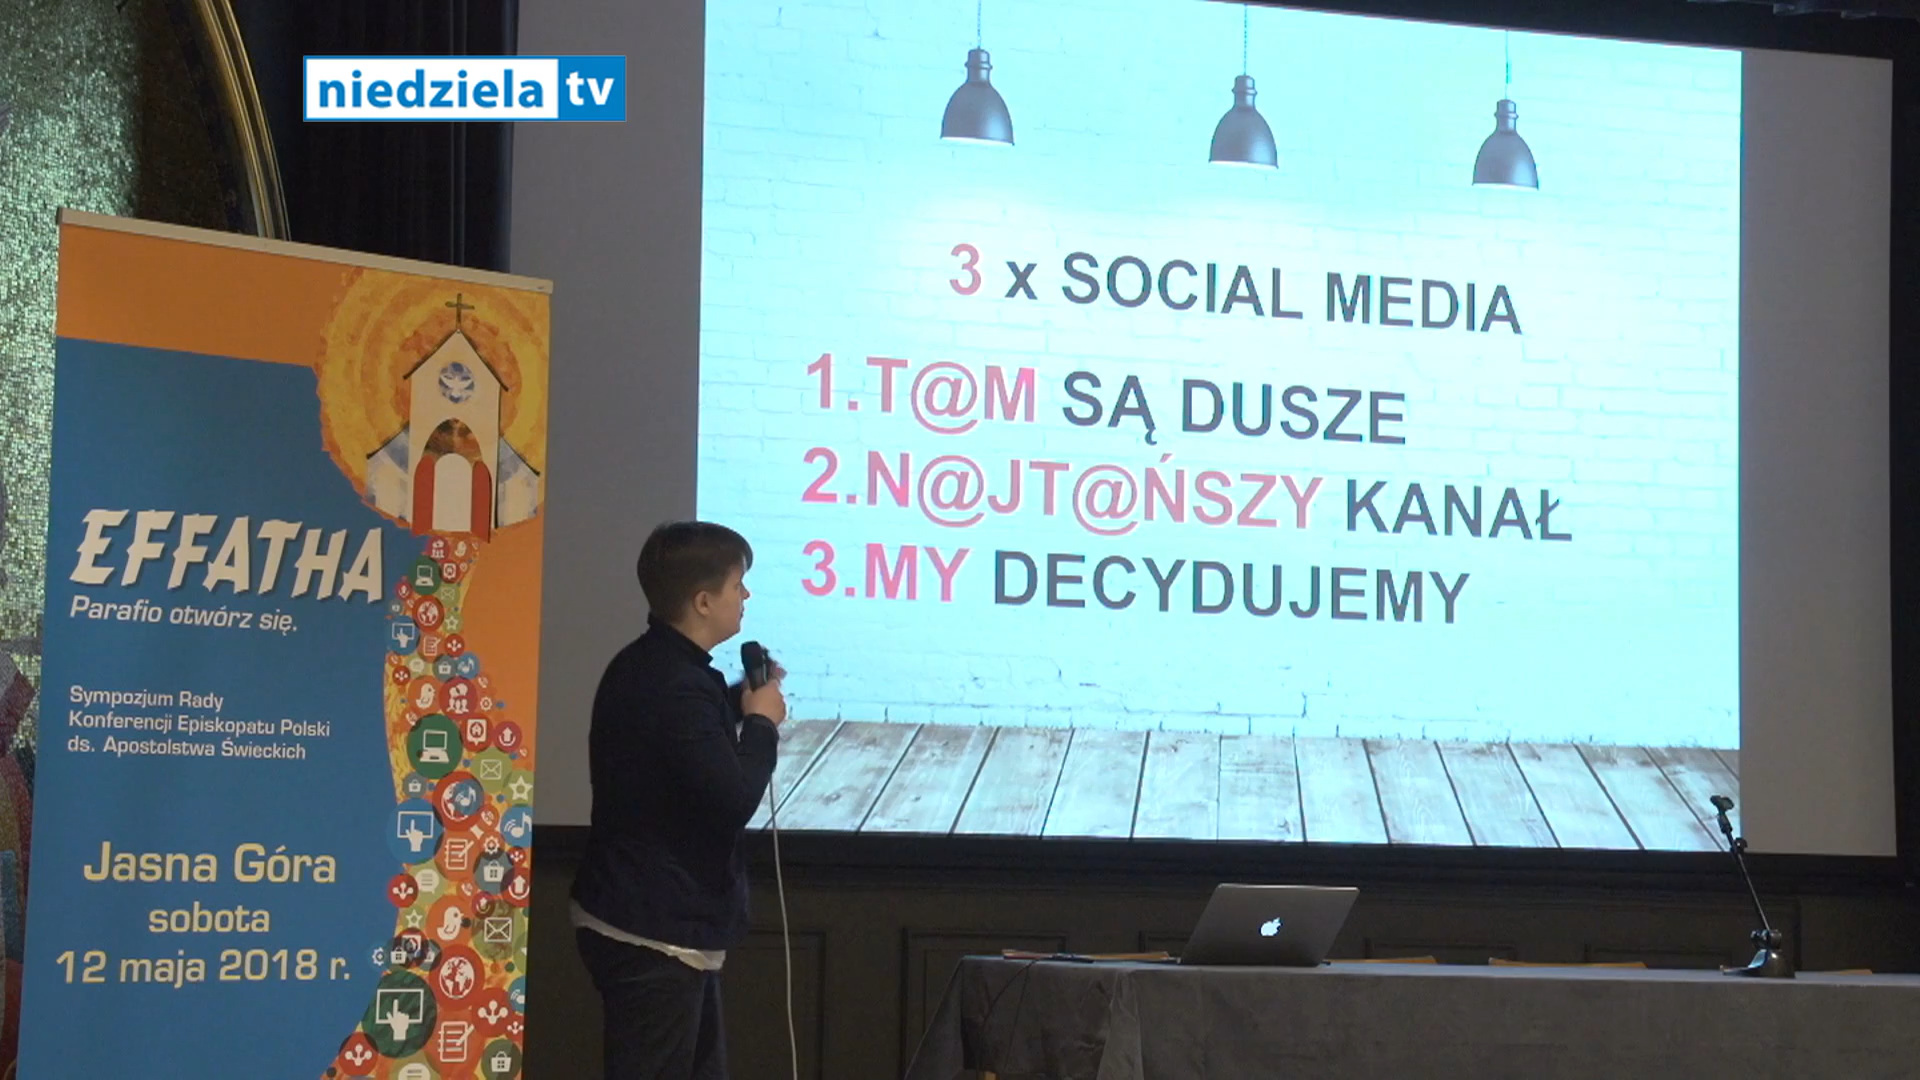 niedziela tv
3 x SOCIAL MEDIA
1.T@M SĄ DUSZE
2.N@JT@ŃSZY KANAŁ
3.MY DECYDUJEMY
EFFATHA
Parafio otwórz się.
Sympozjum Rady
Konferencji Episkopatu Polski
ds. Apostolstwa Świeckich
Jasna Góra
sobota
12 maja 2018 r.